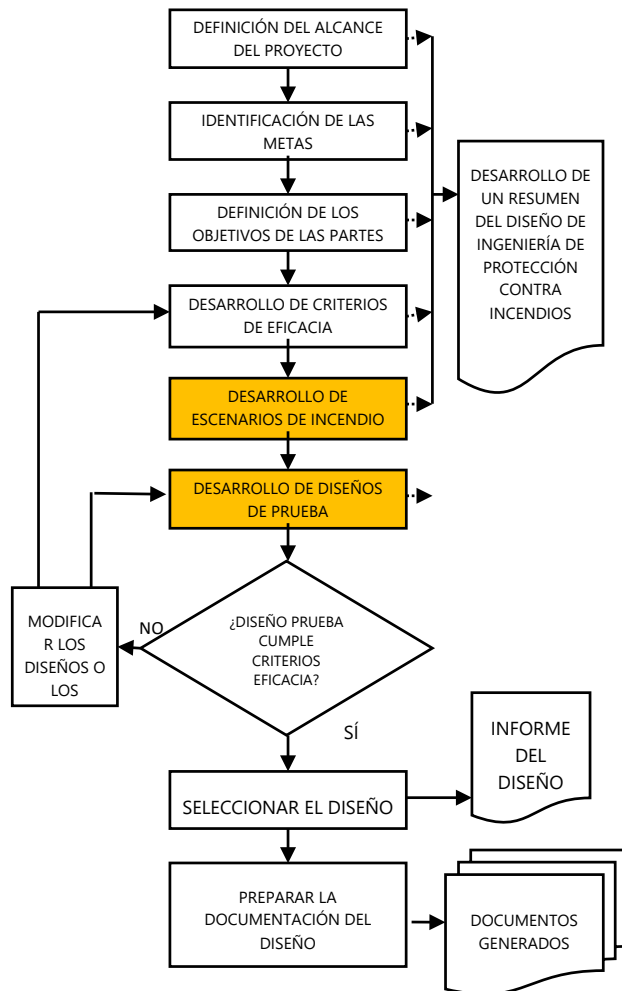 DEFINICIÓN DEL ALCANCE
DEL PROYECTO
IDENTIFICACIÓN DE LAS
METAS
DEFINICIÓN DE LOS
OBJETIVOS DE LAS PARTES
DESARROLLO DE CRITERIOS
DE EFICACIA
DESARROLLO DE
ESCENARIOS DE INCENDIO
DESARROLLO DE DISEÑOS
DE PRUEBA
DESARROLLO DE
UN RESUMEN
DEL DISEÑO DE
INGENIERÍA DE
PROTECCIÓN
CONTRA
INCENDIOS
¿DISEÑO PRUEBA
CUMPLE
CRITERIOS
EFICACIA?
NO
MODIFICA
R LOS
DISEÑOS O
LOS
SÍ
SELECCIONAR EL DISEÑO
INFORME
DEL
DISEÑO
PREPARAR LA
DOCUMENTACIÓN DEL
DISEÑO
DOCUMENTOS
GENERADOS